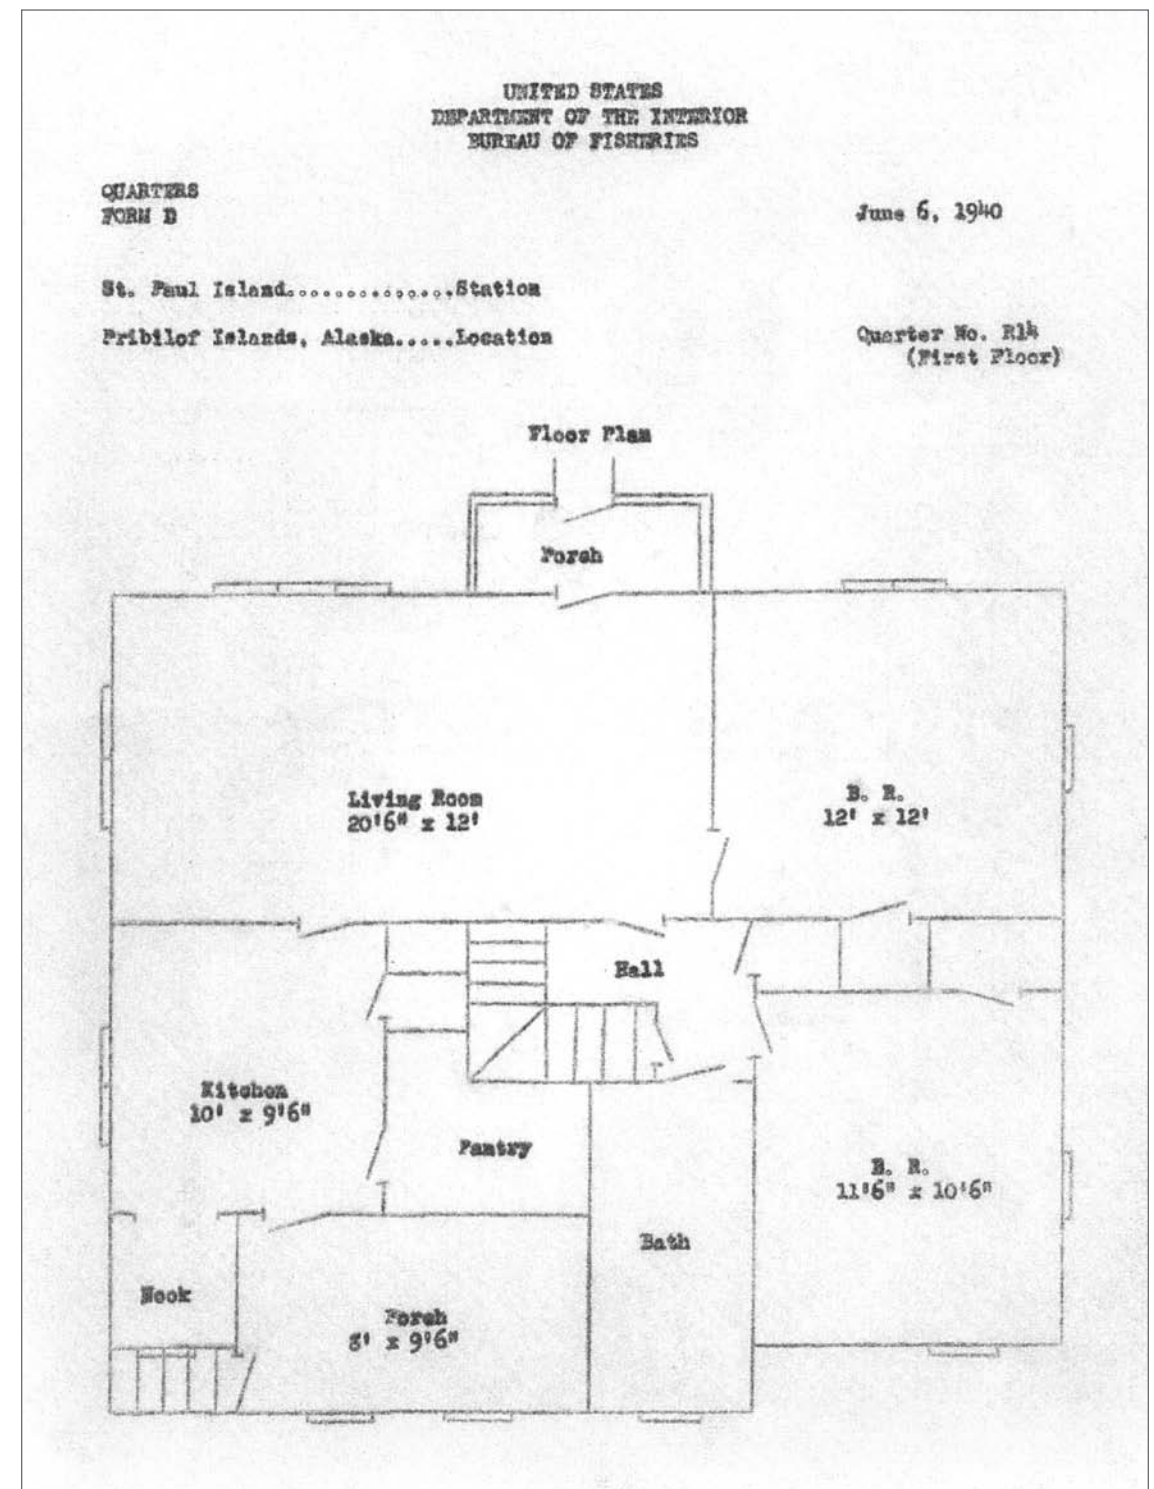 UNITED STATES
DEPARTMENT OF THE INTERIOR
BUREAU OF FISHERIES
QUARTERS
FORM D
June 6, 1940
St. Paul Island..............Station
Pribilof Islands, Alaska.....Location
Quarter No. R14
(First Floor)
Floor Plan
Porch
Living Room
20'6" x 12'
B. R.
12' x 12'
Hall
Kitchen
10' x 9'6"
Pantry
B. R.
11'6" x 10'6"
Bath
Nook
Porch
8' x 9'6"